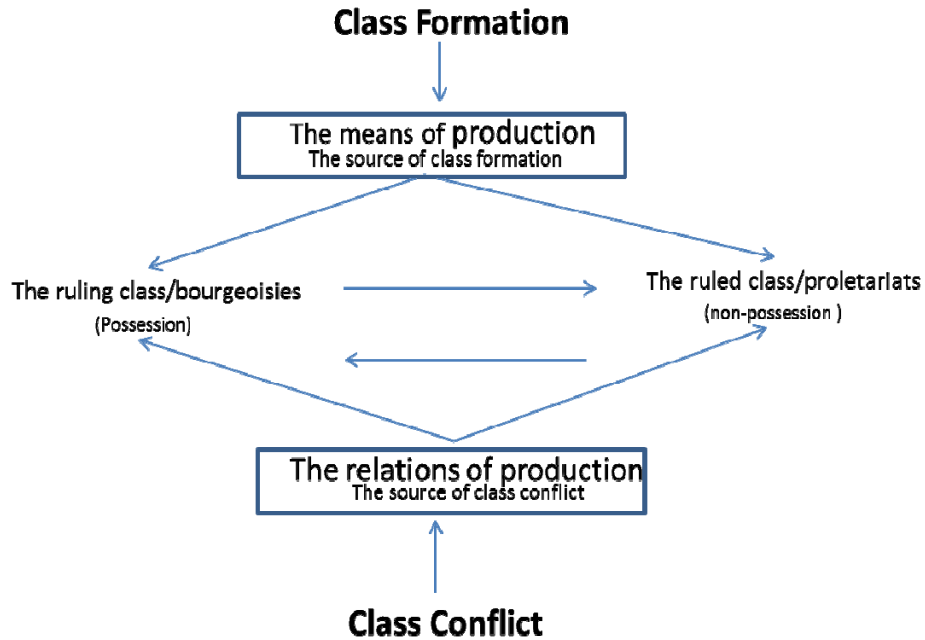 Class Formation
The means of production
The source of class formation
The ruling class/bourgeoisies
(Possession)
The ruled class/proletariats
(non-possession )
The relations of production
The source of class conflict
Class Conflict